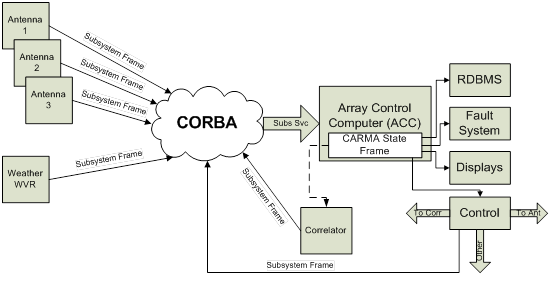 Antenna
1
Subsystem Frame
Antenna
2
Subsystem Frame
Antenna
3
Subsystem Frame
Weather
WVR
Subsystem Frame
CORBA
Subs Svc
Array Control
Computer (ACC)
CARMA State
Frame
RDBMS
Fault
System
Displays
Control
To Corr
To Ant
Other
Subsystem Frame
Correlator
Subsystem Frame